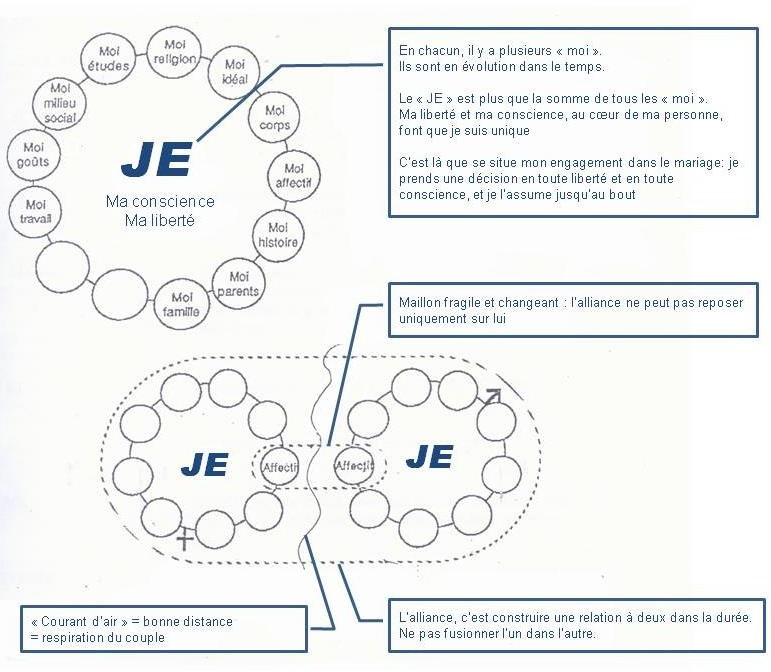 Moi
études
Moi
religion
Moi
idéal
Moi
milieu
social
Moi
corps
Moi
goûts
Moi
affectif
Moi
travail
Moi
histoire
Moi
parents
Moi
famille
JE
Ma conscience
Ma liberté
En chacun, il y a plusieurs « moi ».
Ils sont en évolution dans le temps.
Le « JE » est plus que la somme de tous les « moi ».
Ma liberté et ma conscience, au cœur de ma personne,
font que je suis unique
C'est là que se situe mon engagement dans le mariage: je
prends une décision en toute liberté et en toute
conscience, et je l'assume jusqu'au bout
Maillon fragile et changeant : l'alliance ne peut pas reposer
uniquement sur lui
JE
Affectif
Affectif
JE
« Courant d'air » = bonne distance
= respiration du couple
L'alliance, c'est construire une relation à deux dans la durée.
Ne pas fusionner l'un dans l'autre.